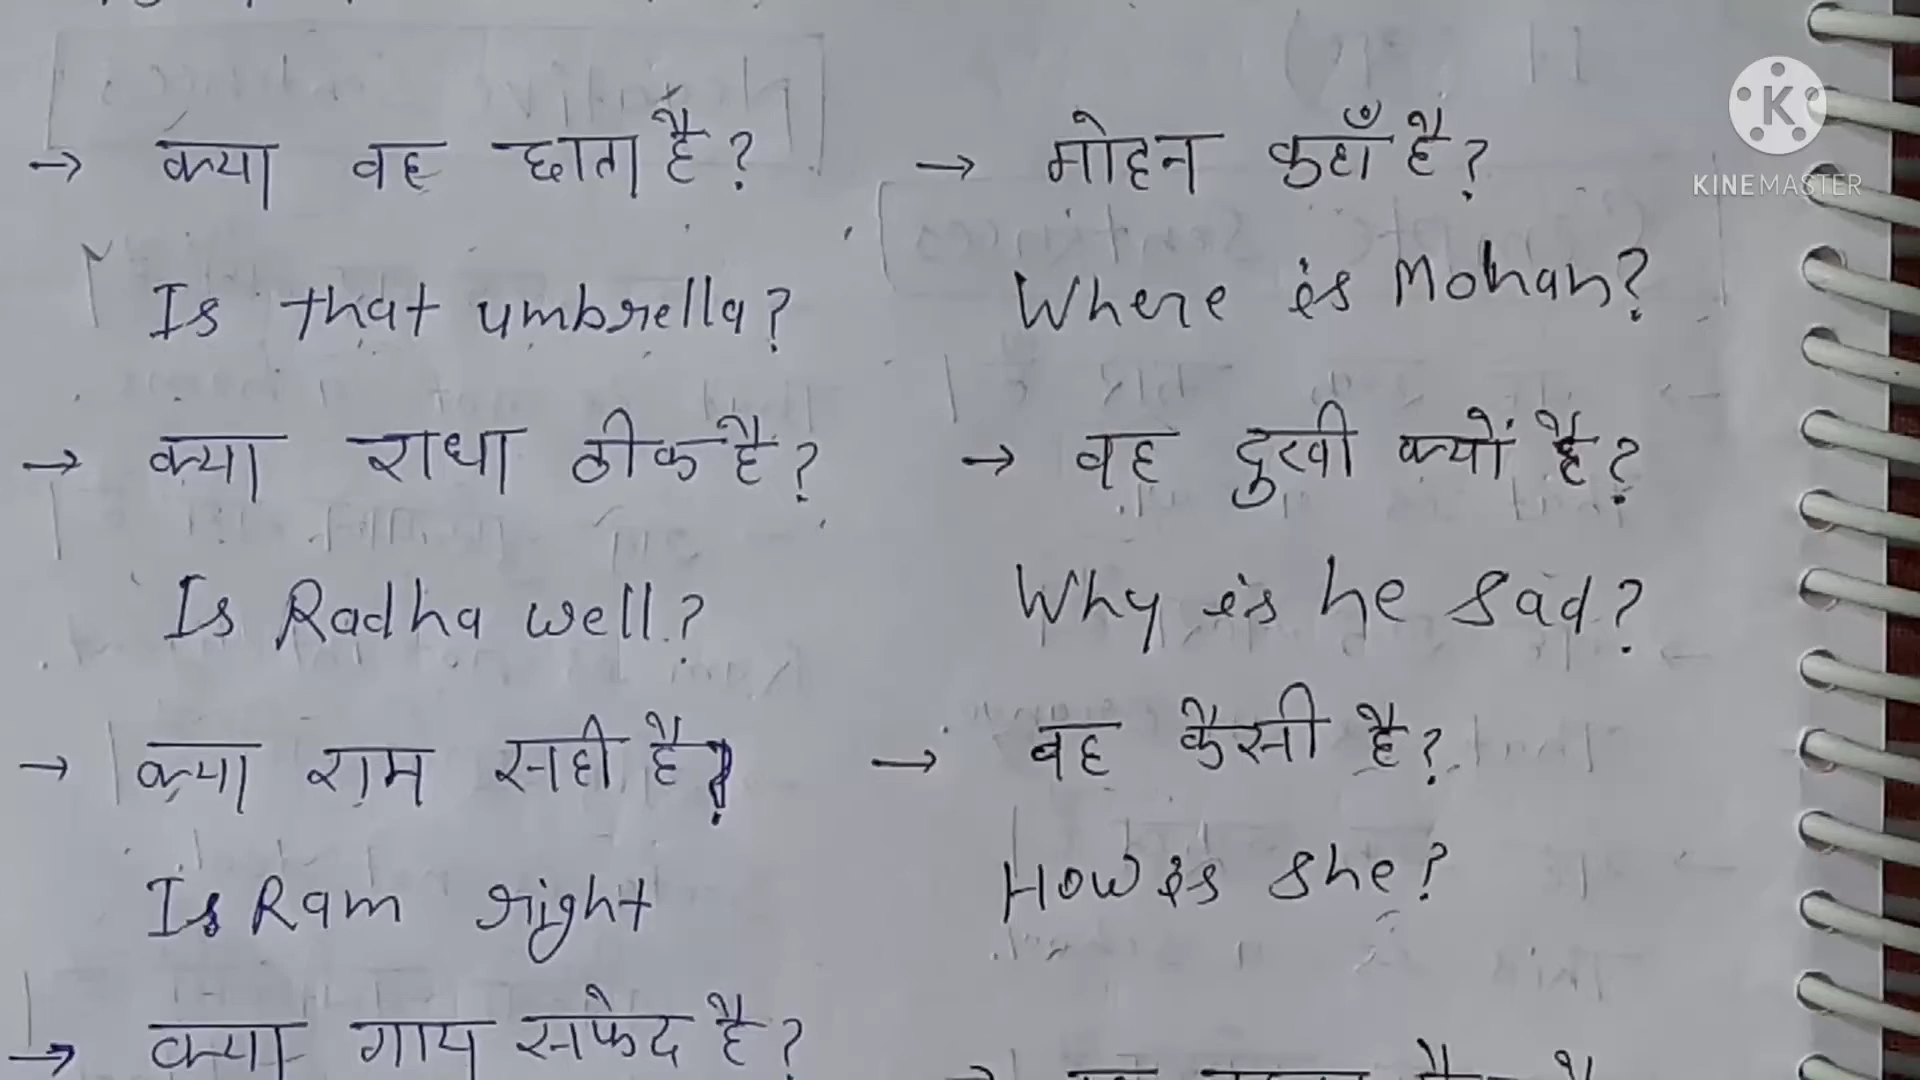 → क्या वह छाता है?
Is that umbrella?
→ क्या राधा ठीक है?
Is Radha well?
→ क्या राम सही है?
Is Ram right
→ क्या गाय सफेद है?
→ मोहन कहाँ है?
Where is Mohan?
→ वह दुखी क्यों है?
Why is he sad?
→ वह कैसी है?
How is she?
K
KINEMASTER